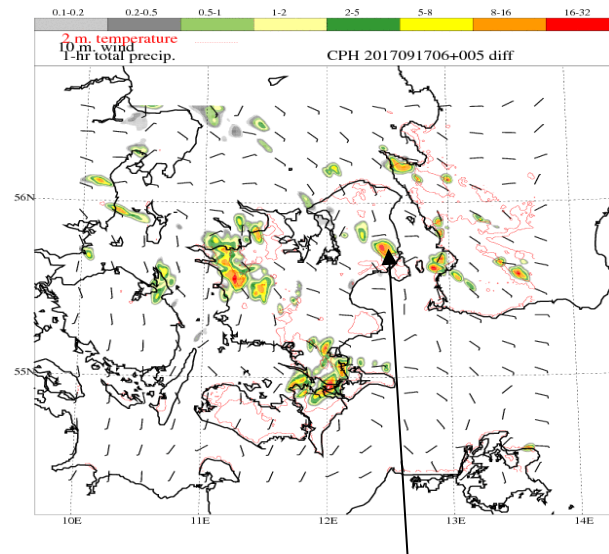 0.1-0.2 0.2-0.5 0.5-1 1-2 2-5 5-8 8-16 16-32
2 m. temperature
10 m. wind
1-hr total precip. CPH 2017091706+005 diff
56N
55N
10E 11E 12E 13E 14E